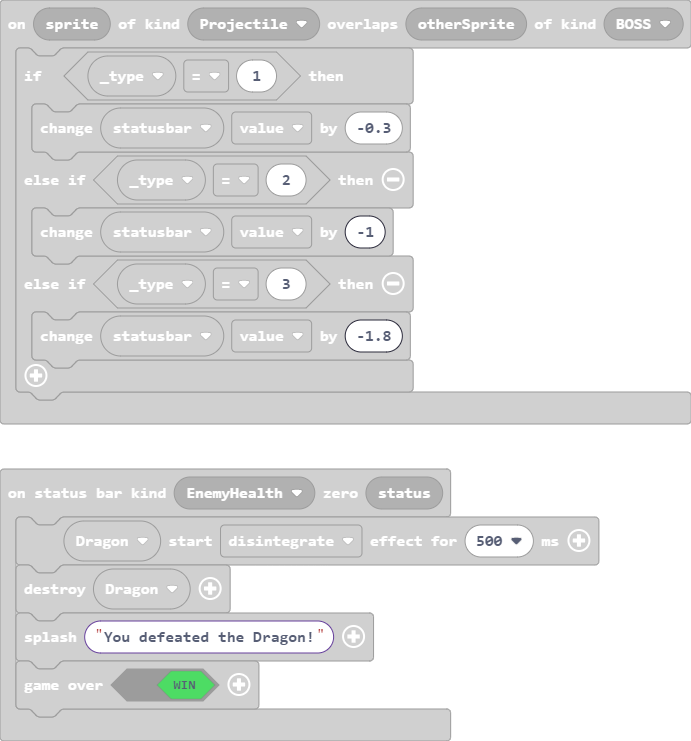 on sprite of kind Projectile overlaps otherSprite of kind BOSS
if _type = 1 then
change statusbar value by -0.3
else if _type = 2 then
change statusbar value by -1
else if _type = 3 then
change statusbar value by -1.8
on status bar kind EnemyHealth zero status
Dragon start disintegrate effect for 500 ms
destroy Dragon
splash "You defeated the Dragon!"
game over WIN